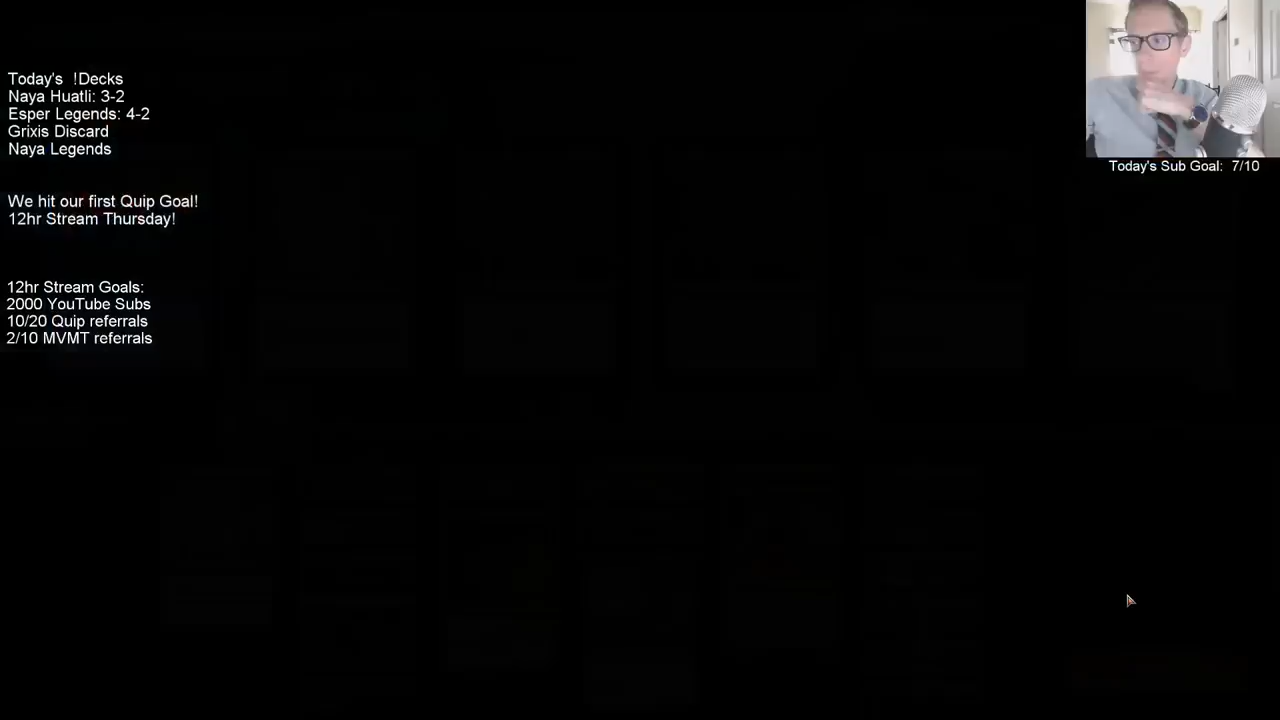 Today's !Decks
Naya Huatli: 3-2
Esper Legends: 4-2
Grixis Discard
Naya Legends
We hit our first Quip Goal!
12hr Stream Thursday!
12hr Stream Goals:
2000 YouTube Subs
10/20 Quip referrals
2/10 MVMT referrals
Today's Sub Goal: 7/10